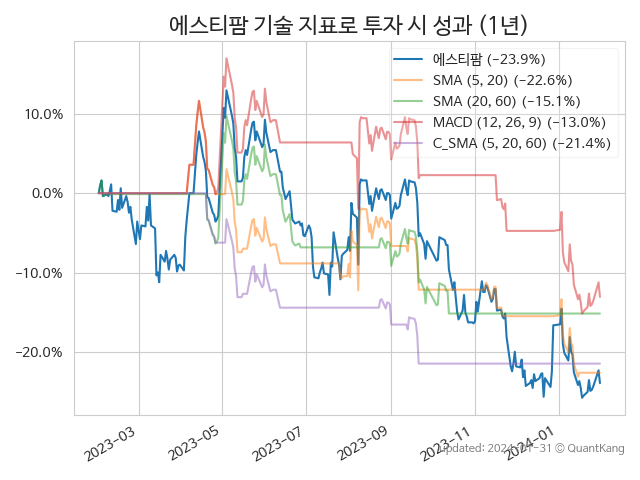 에스티팜 기술 지표로 투자 시 성과 (1년)
에스티팜 (−23.9%)
SMA (5, 20) (−22.6%)
SMA (20, 60) (−15.1%)
MACD (12, 26, 9) (−13.0%)
C_SMA (5, 20, 60) (−21.4%)
10.0%
0.0%
−10.0%
−20.0%
2023−03
2023−05
2023−07
2023−09
2023−11
2024−01
updated: 2024−01−31 © QuantKang